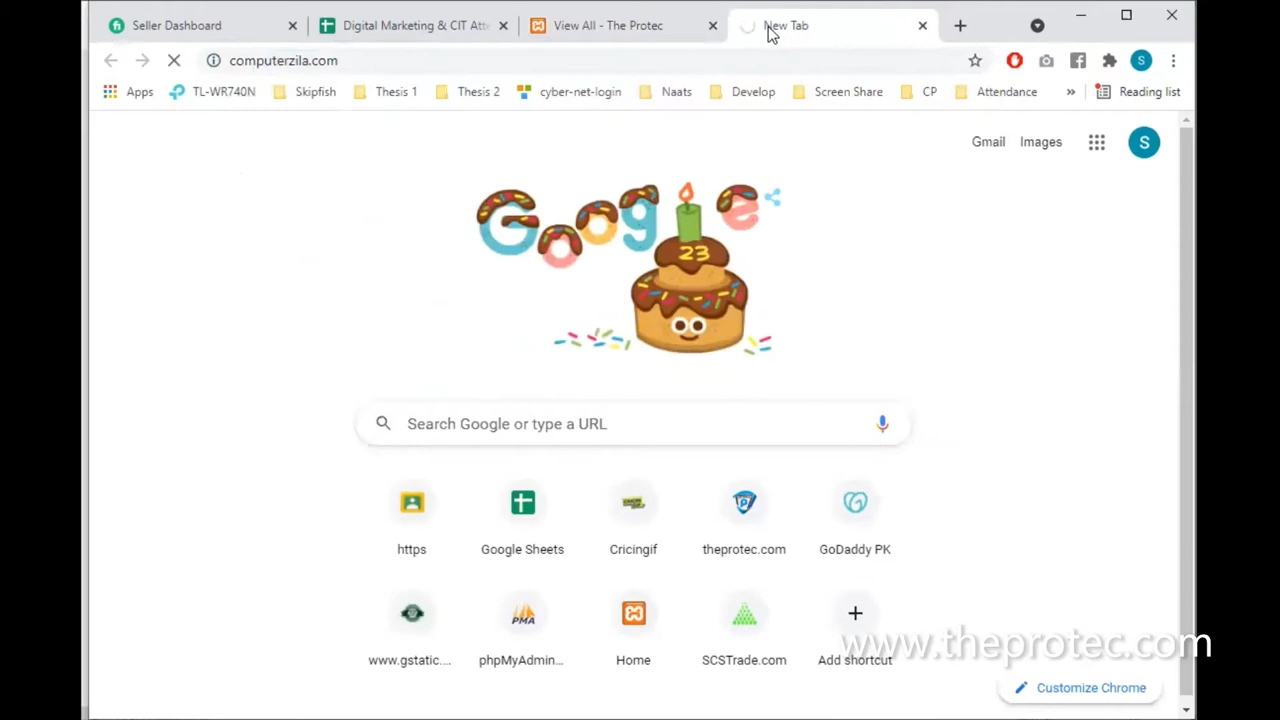 Seller Dashboard
Digital Marketing & CIT Atte
View All - The Protec
New Tab
computerzila.com
S
Apps
TL-WR740N
Skipfish
Thesis 1
Thesis 2
cyber-net-login
Naats
Develop
Screen Share
CP
Attendance
»
Reading list
Gmail
Images
S
Google
23
Search Google or type a URL
https
Google Sheets
Cricingif
theprotec.com
GoDaddy PK
PMA
www.gstatic....
phpMyAdmin...
Home
SCSTrade.com
Add shortcut
www.theprotec.com
Customize Chrome